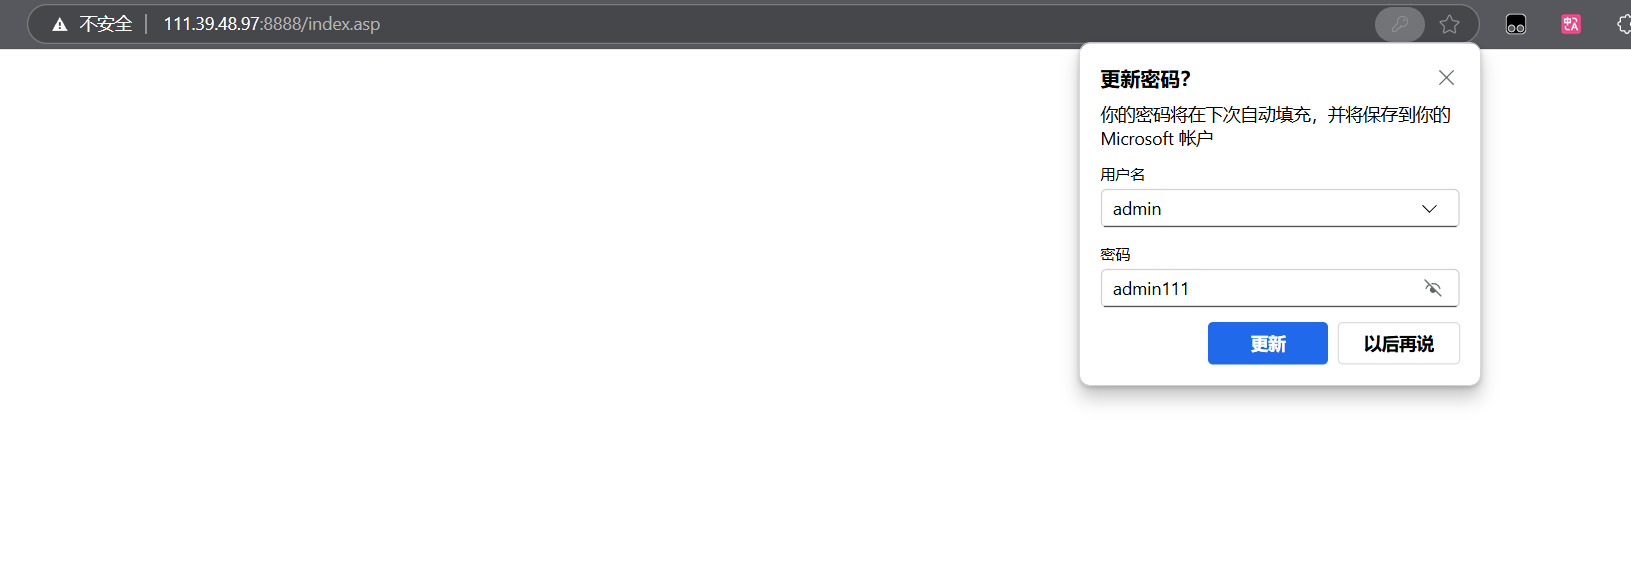 不安全 111.39.48.97:8888/index.asp
更新密码?
你的密码将在下次自动填充，并将保存到你的
Microsoft 帐户
用户名
admin
密码
admin111
更新 以后再说